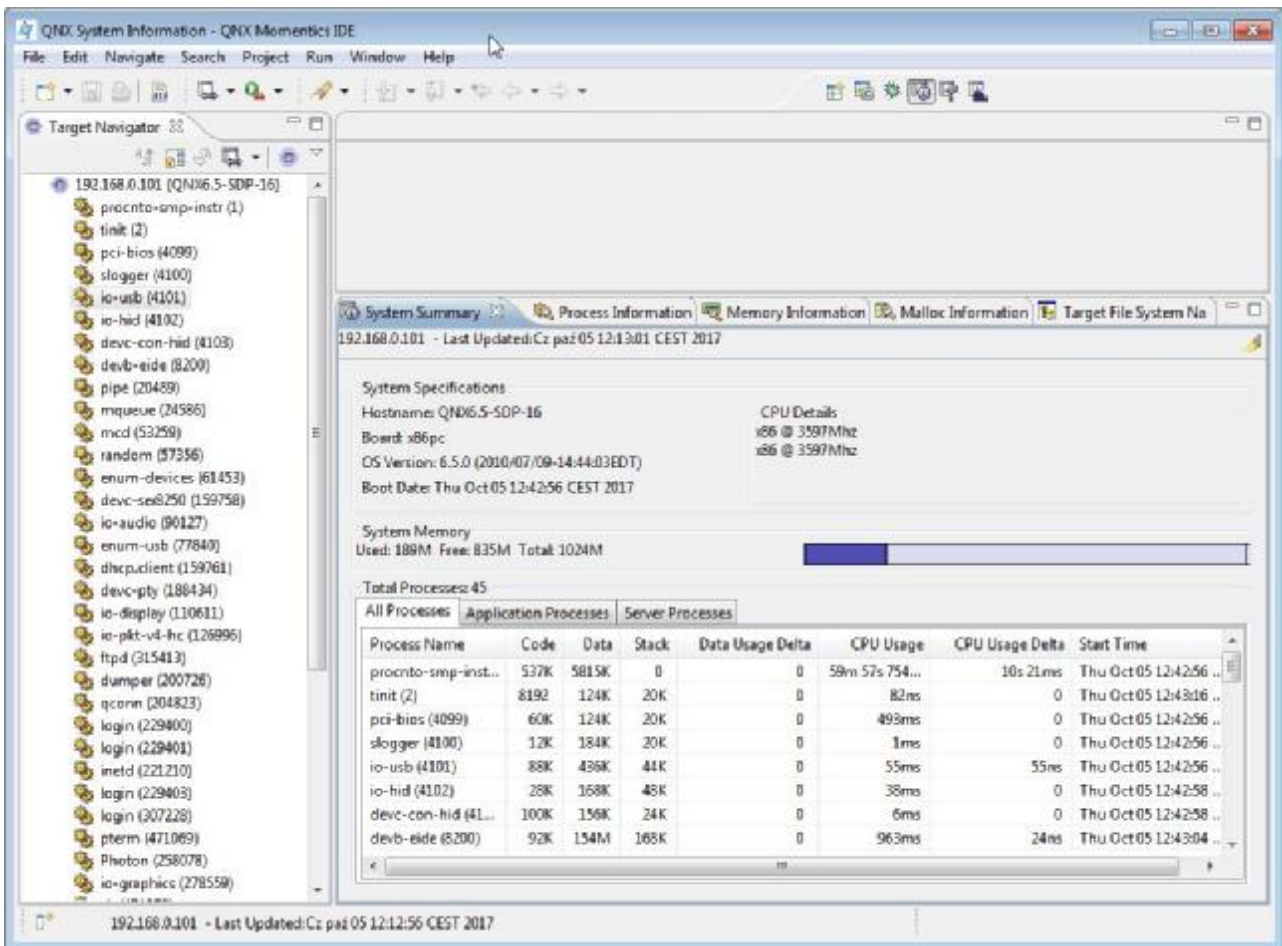 QNX System Information - QNX Momentics IDE
File Edit Navigate Search Project Run Window Help
Target Navigator
192.168.0.101 (QNX6.5-SDP-16)
procnto-smp-instr (1)
tinit (2)
pci-bios (4099)
slogger (4100)
io-usb (4101)
io-hid (4102)
devc-con-hid (4103)
devb-eide (8200)
pipe (20489)
mqueue (24586)
mcd (53259)
random (57356)
enum-devices (61453)
devc-ser8250 (159758)
io-audio (90127)
enum-usb (77840)
dhcp.client (159761)
devc-pty (188434)
io-display (110611)
io-pkt-v4-hc (126996)
ftpd (315413)
dumper (200726)
qconn (204823)
login (229400)
login (229401)
inetd (221210)
login (229403)
login (307228)
pterm (471069)
Photon (258078)
io-graphics (278559)
System Summary Process Information Memory Information Malloc Information Target File System Na
192.168.0.101 - Last Updated:Cz paź 05 12:13:01 CEST 2017
System Specifications
Hostname: QNX6.5-SDP-16
Board: x86pc
OS Version: 6.5.0 (2010/07/09-14:44:03EDT)
Boot Date: Thu Oct 05 12:42:56 CEST 2017
CPU Details
x86 @ 3597Mhz
x86 @ 3597Mhz
System Memory
Used: 189M Free: 835M Total: 1024M
Total Processes: 45
All Processes Application Processes Server Processes
Process Name Code Data Stack Data Usage Delta CPU Usage CPU Usage Delta Start Time
procnto-smp-inst... 537K 5815K 0 0 59m 57s 754... 10s 21ms Thu Oct 05 12:42:56 ...
tinit (2) 8192 124K 20K 0 82ms 0 Thu Oct 05 12:43:16 ...
pci-bios (4099) 60K 124K 20K 0 493ms 0 Thu Oct 05 12:42:56 ...
slogger (4100) 12K 184K 20K 0 1ms 0 Thu Oct 05 12:42:56 ...
io-usb (4101) 88K 436K 44K 0 55ms 55ms Thu Oct 05 12:42:56 ...
io-hid (4102) 28K 168K 48K 0 38ms 0 Thu Oct 05 12:42:58 ...
devc-con-hid (41... 100K 156K 24K 0 6ms 0 Thu Oct 05 12:42:58 ...
devb-eide (8200) 92K 154M 168K 0 963ms 24ms Thu Oct 05 12:43:04 ...
192.168.0.101 - Last Updated:Cz paź 05 12:12:56 CEST 2017